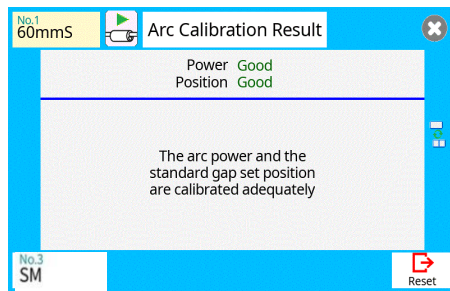 No.1
60mmS
Arc Calibration Result
Power Good
Position Good
The arc power and the
standard gap set position
are calibrated adequately
No.3
SM
Reset